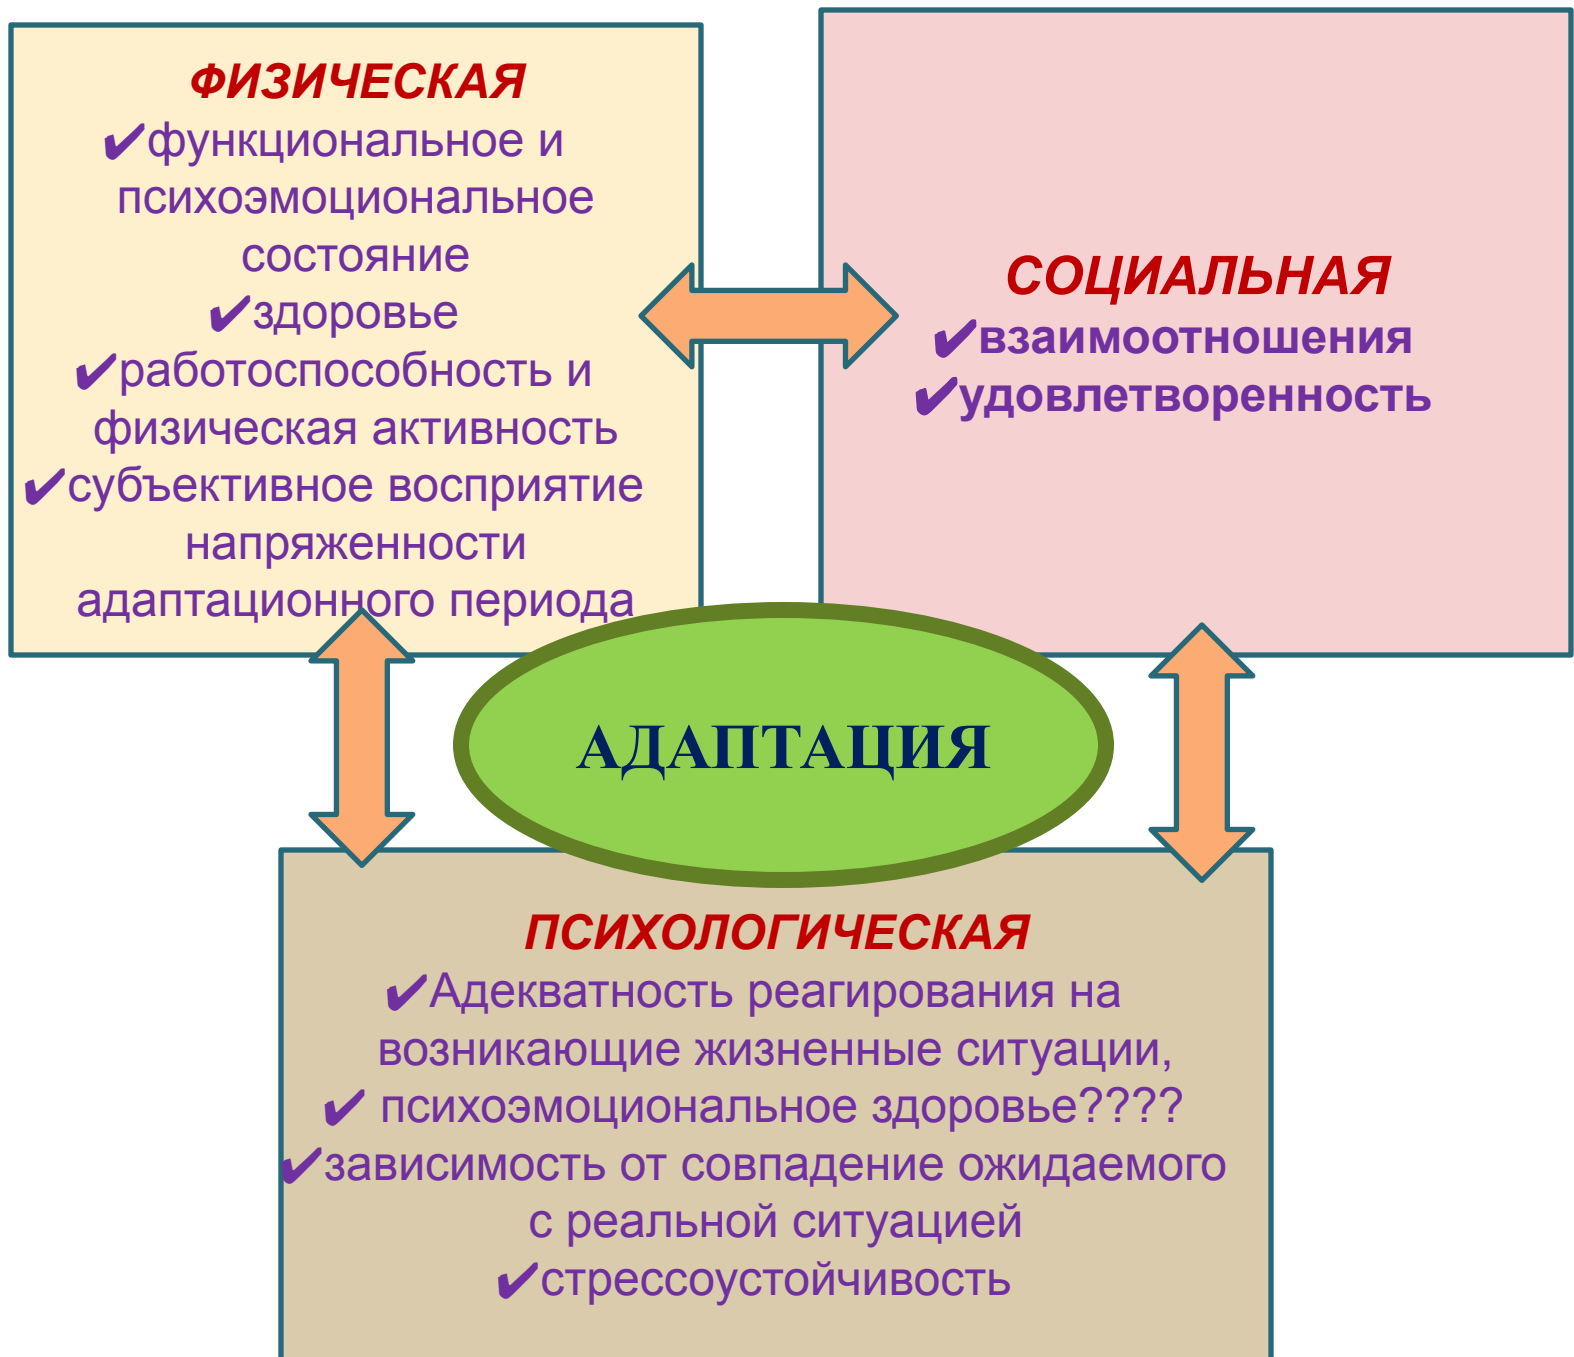 ФИЗИЧЕСКАЯ
✔функциональное и
психоэмоциональное
состояние
✔здоровье
✔работоспособность и
физическая активность
✔субъективное восприятие
напряженности
адаптационного периода
СОЦИАЛЬНАЯ
✔взаимоотношения
✔удовлетворенность
АДАПТАЦИЯ
ПСИХОЛОГИЧЕСКАЯ
✔Адекватность реагирования на
возникающие жизненные ситуации,
✔ психоэмоциональное здоровье????
✔зависимость от совпадение ожидаемого
с реальной ситуацией
✔стрессоустойчивость